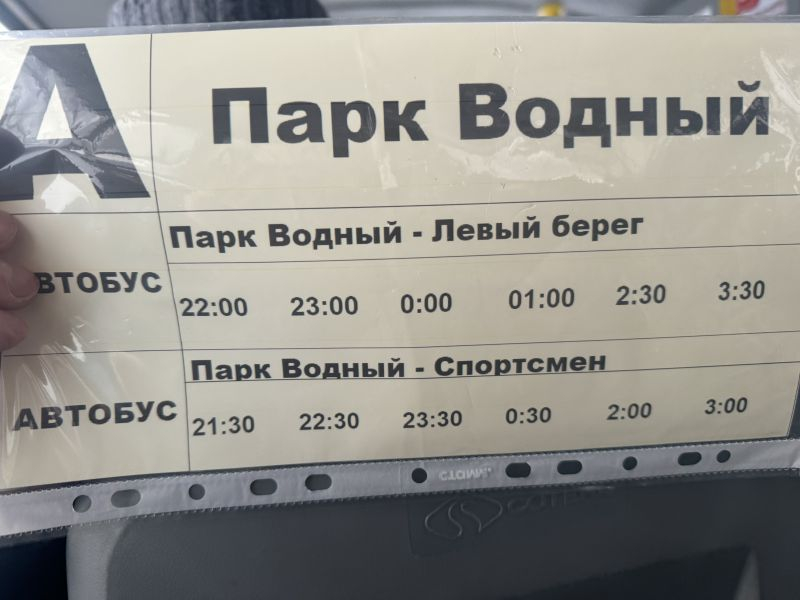 А
Парк Водный
Парк Водный - Левый берег
АВТОБУС
22:00 23:00 0:00 01:00 2:30 3:30
Парк Водный - Спортсмен
АВТОБУС
21:30 22:30 23:30 0:30 2:00 3:00